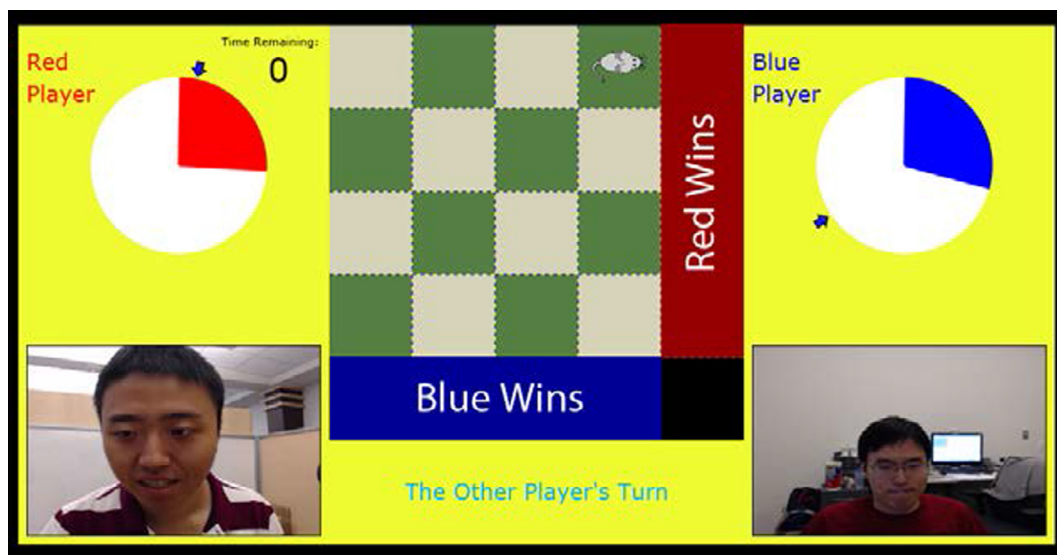 Red
Player
Time Remaining:
0
Red Wins
Blue
Player
Blue Wins
The Other Player's Turn